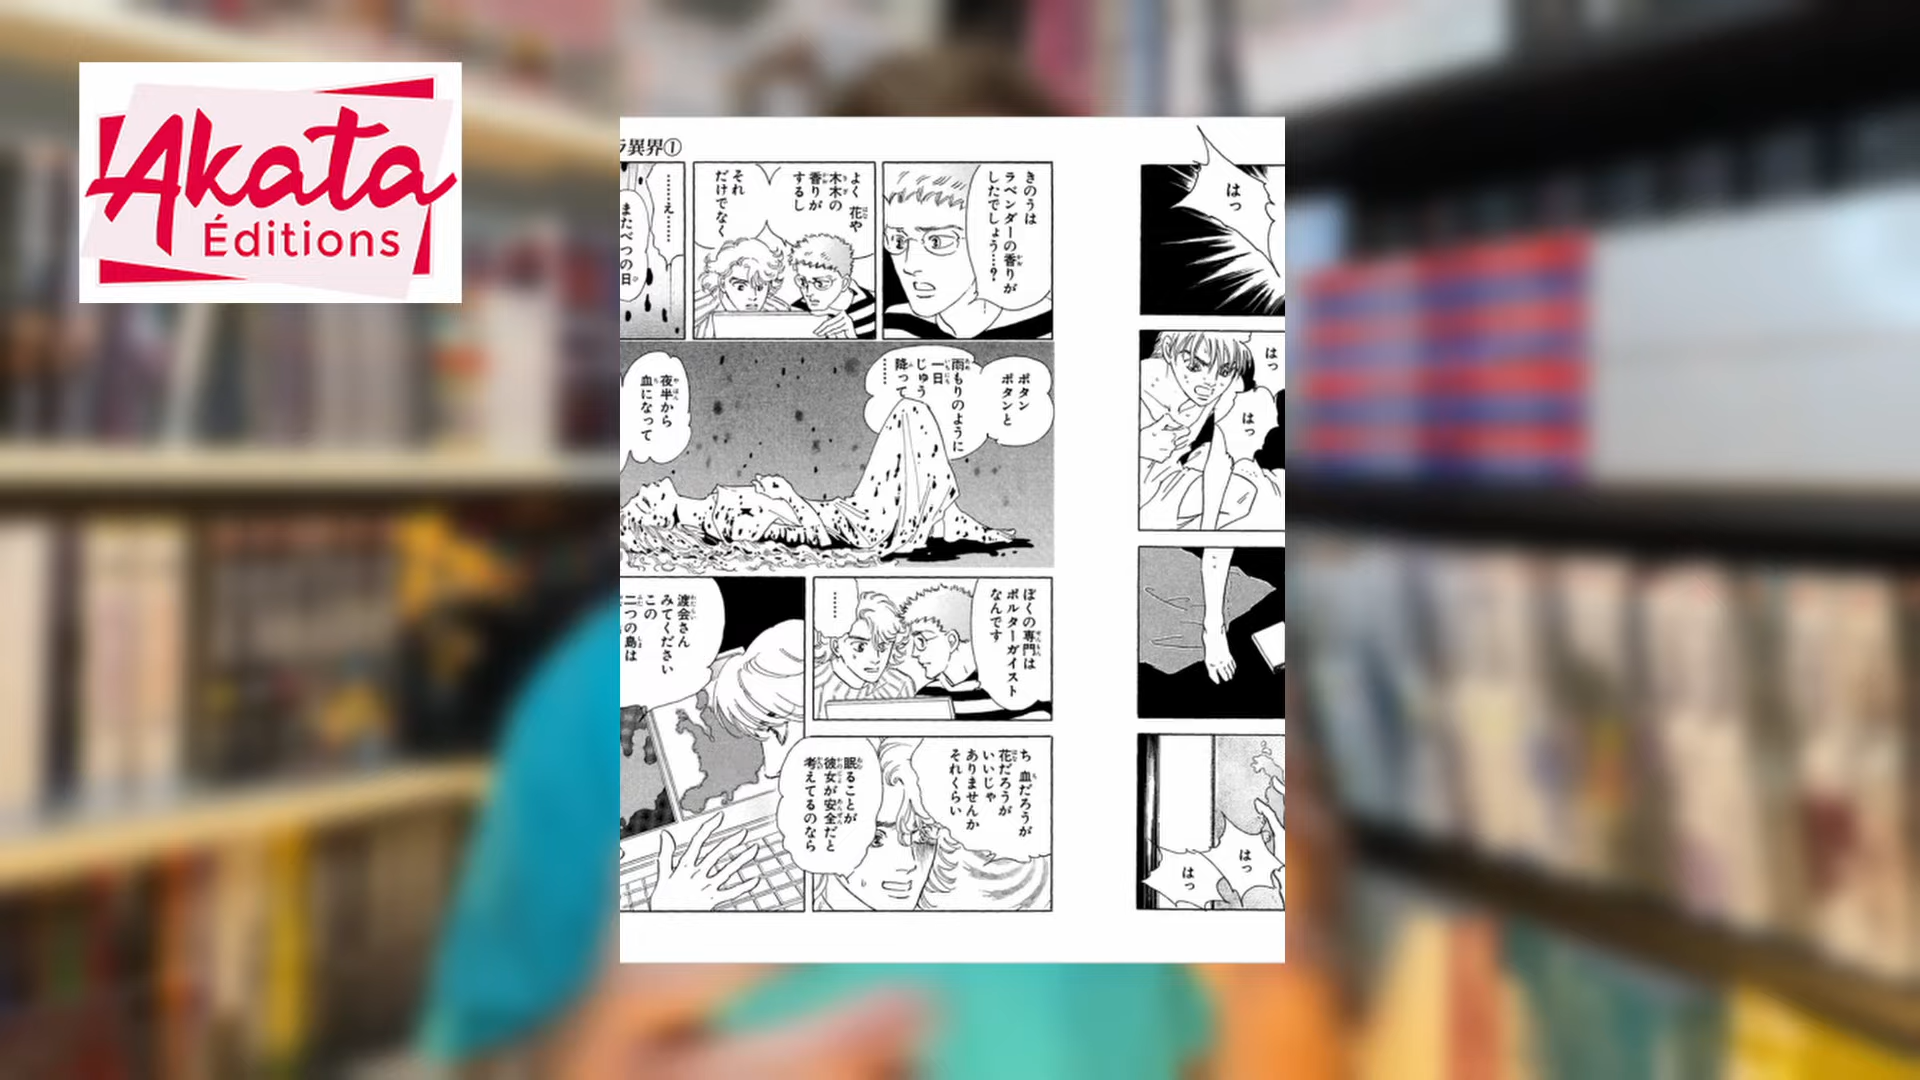 Akata
Éditions
ラ異界①
はっ
はっ
はっ
はっ
はっ
きのうは
ラベンダーの香りが
したでしょう…?
よく花や
木木の
香りが
するし
それ
だけでなく
……え……
またべつの日
ボタン
ボタンと
雨もりのように
一日
じゅう
降って
……
夜半から
血になって
ぼくの専門は
ポルターガイスト
なんです
……
渡会さん
みてください
この
二つの島は
ち 血だろうが
花だろうが
いいじゃ
ありませんか
それくらい
眠ることが
彼女が安全だと
考えてるのなら